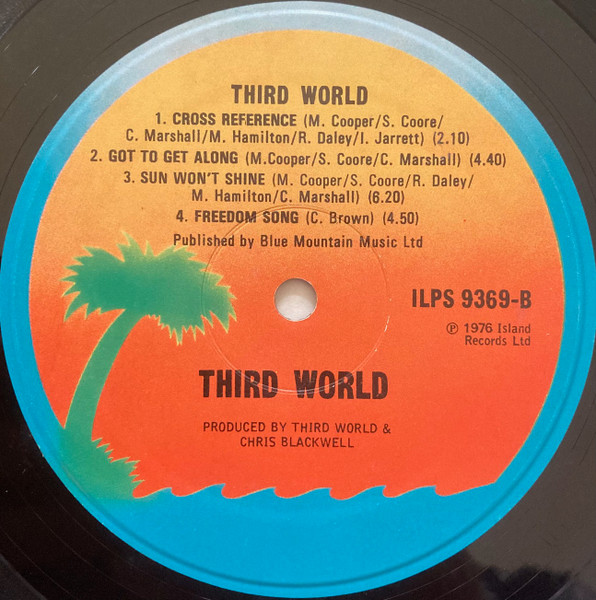 THIRD WORLD
1. CROSS REFERENCE (M. Cooper/S. Coore/
C. Marshall/M. Hamilton/R. Daley/I. Jarrett) (2.10)
2. GOT TO GET ALONG (M.Cooper/S. Coore/C. Marshall) (4.40)
3. SUN WON'T SHINE (M. Cooper/S. Coore/R. Daley/
M. Hamilton/C. Marshall) (6.20)
4. FREEDOM SONG (C. Brown) (4.50)
Published by Blue Mountain Music Ltd
ILPS 9369-B
℗ 1976 Island
Records Ltd
THIRD WORLD
PRODUCED BY THIRD WORLD &
CHRIS BLACKWELL